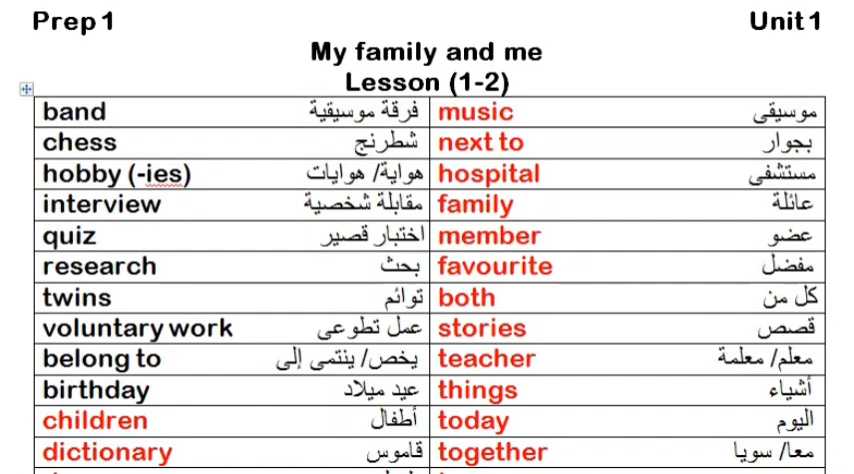 Prep 1 Unit 1
My family and me
Lesson (1-2)
band فرقة موسيقية music موسيقى
chess شطرنج next to بجوار
hobby (-ies) هواية/ هوايات hospital مستشفى
interview مقابلة شخصية family عائلة
quiz اختبار قصير member عضو
research بحث favourite مفضل
twins توائم both كل من
voluntary work عمل تطوعى stories قصص
belong to يخص/ ينتمى إلى teacher معلم/ معلمة
birthday عيد ميلاد things أشياء
children أطفال today اليوم
dictionary قاموس together معا/ سويا